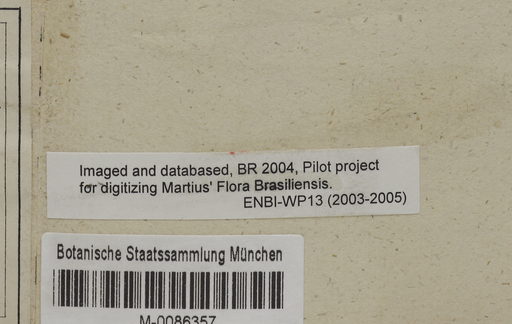 Imaged and databased, BR 2004, Pilot project
for digitizing Martius' Flora Brasiliensis.
ENBI-WP13 (2003-2005)
Botanische Staatssammlung München
M-0086357